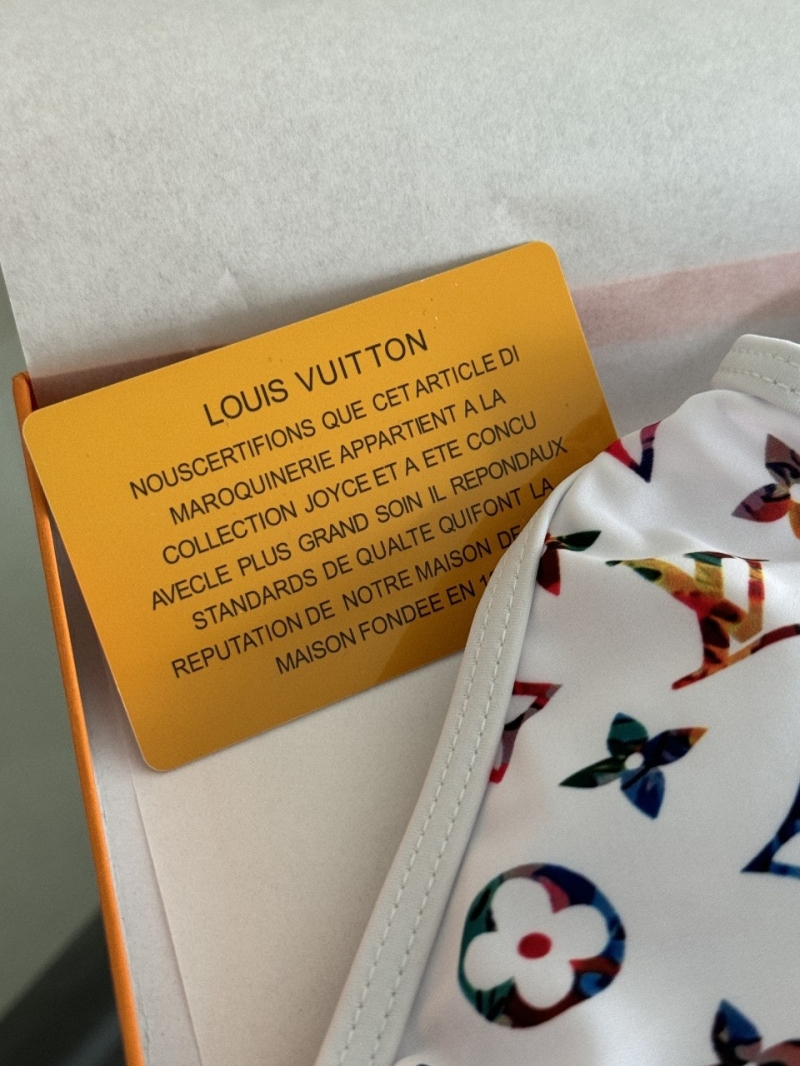 LOUIS VUITTON
NOUSCERTIFIONS QUE CET ARTICLE DI
MAROQUINERIE APPARTIENT A LA
COLLECTION JOYCE ET A ETE CONCU
AVECLE PLUS GRAND SOIN IL REPONDAUX
STANDARDS DE QUALTE QUIFONT LA
REPUTATION DE NOTRE MAISON DE
MAISON FONDEE EN